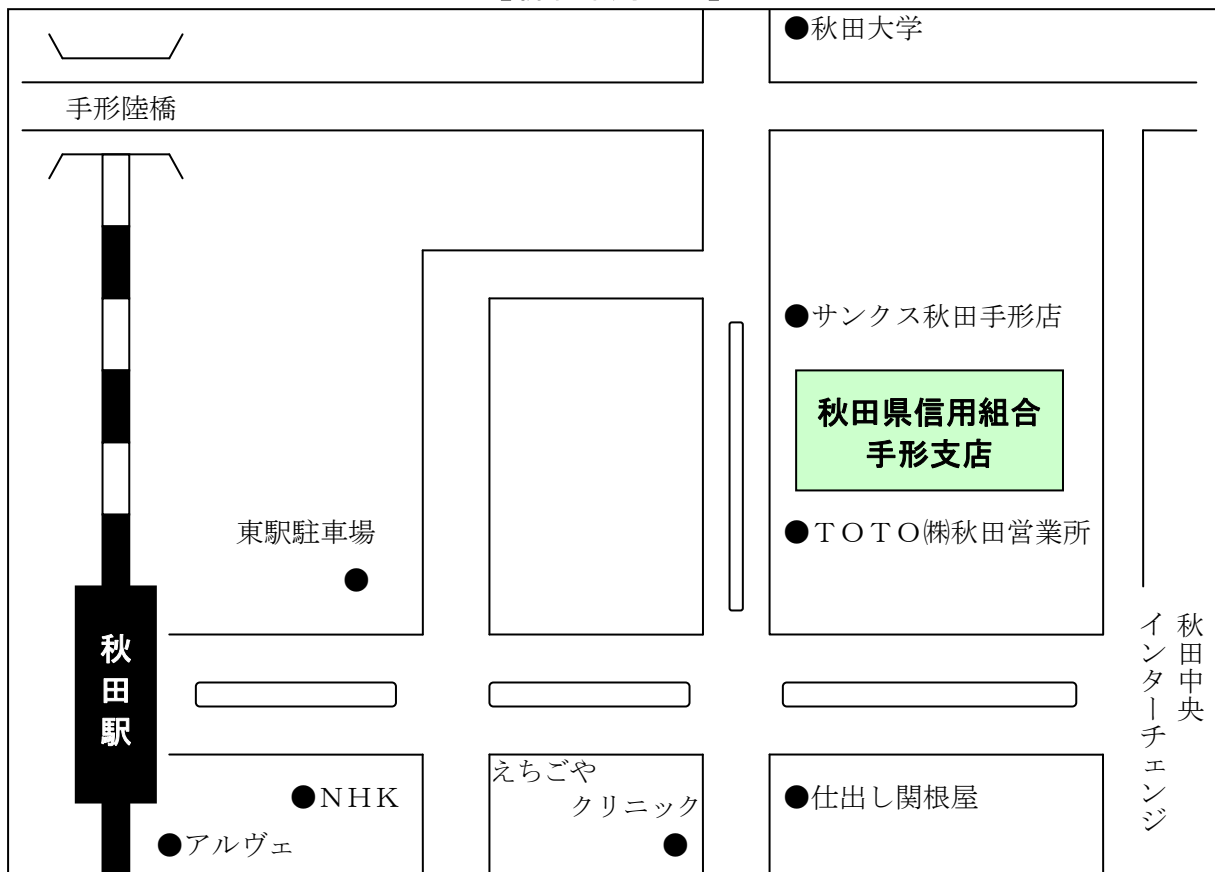 ●秋田大学
手形陸橋
●サンクス秋田手形店
秋田県信用組合
手形支店
東駅駐車場
●TOTO㈱秋田営業所
秋田駅
秋田中央
インターチェンジ
えちごや
クリニック
●NHK
●仕出し関根屋
●アルヴェ